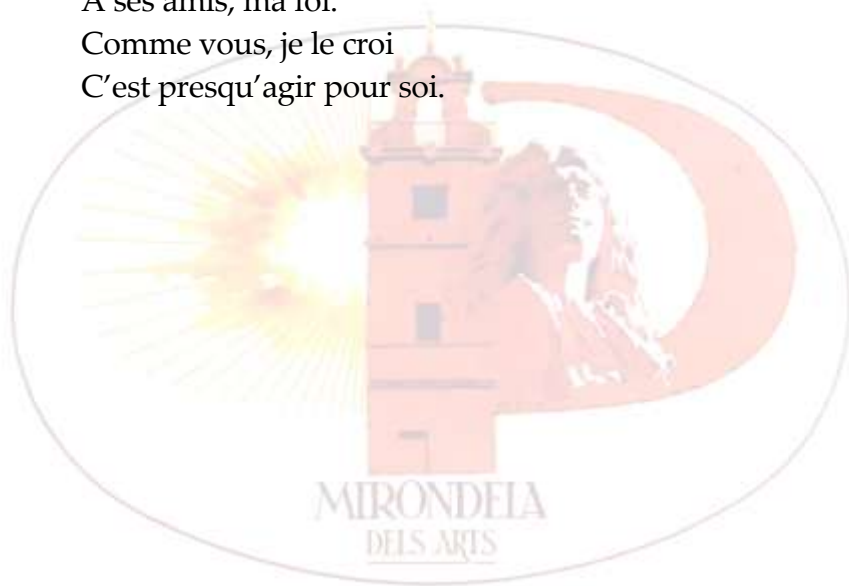 A ses amis, ma foi.
Comme vous, je le croi
C’est presqu’agir pour soi.
MIRONDELA
DELS ARTS